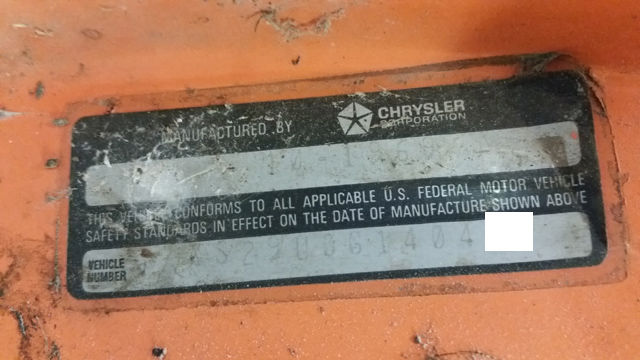 MANUFACTURED BY
CHRYSLER
CORPORATION
THIS VEHICLE CONFORMS TO ALL APPLICABLE U.S. FEDERAL MOTOR VEHICLE
SAFETY STANDARDS IN EFFECT ON THE DATE OF MANUFACTURE SHOWN ABOVE
VEHICLE
NUMBER